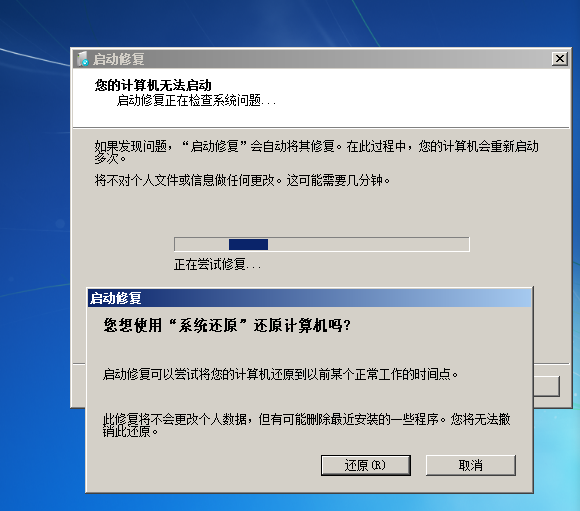 启动修复
您的计算机无法启动
启动修复正在检查系统问题...
如果发现问题，“启动修复”会自动将其修复。在此过程中，您的计算机会重新启动
多次。
将不对个人文件或信息做任何更改。这可能需要几分钟。
正在尝试修复...
启动修复
您想使用“系统还原”还原计算机吗?
启动修复可以尝试将您的计算机还原到以前某个正常工作的时间点。
此修复将不会更改个人数据，但有可能删除最近安装的一些程序。您将无法撤
销此还原。
还原(R)
取消